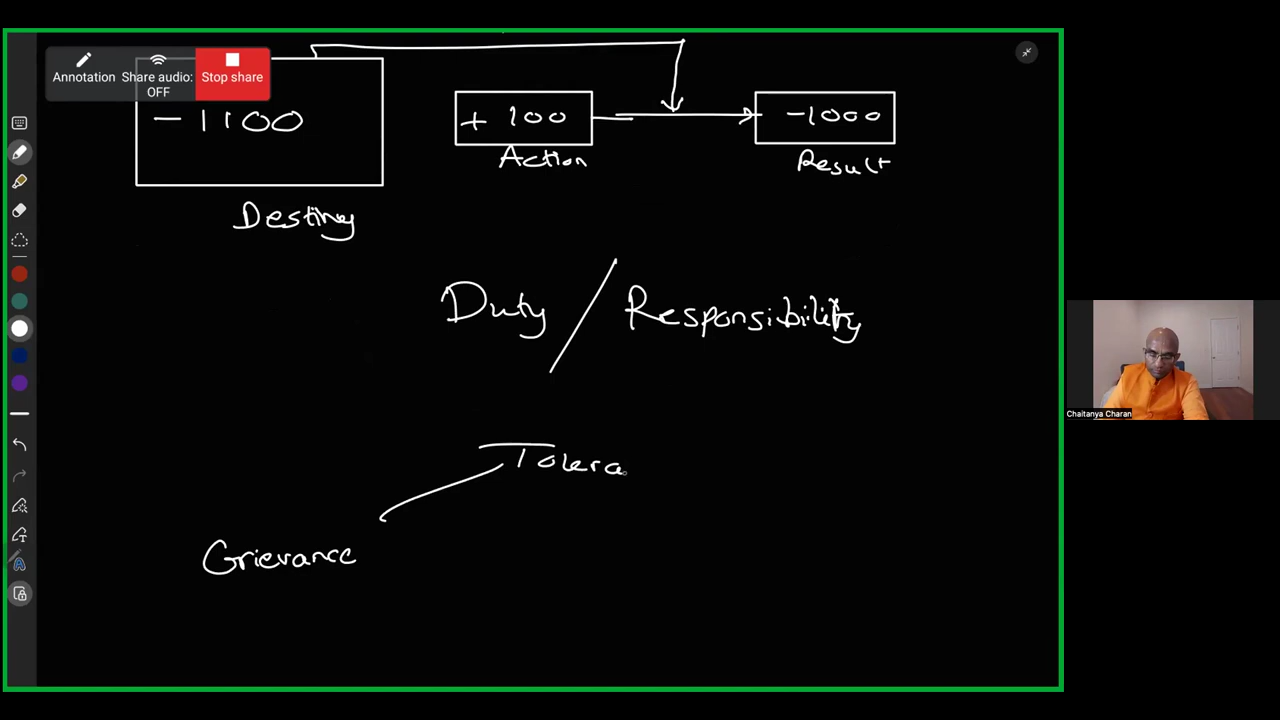 Annotation
Share audio:
OFF
Stop share
- 1100
+ 100
-1000
Action
Result
Destiny
Duty / Responsibility
Tolera
Grievance
Chaitanya Charan